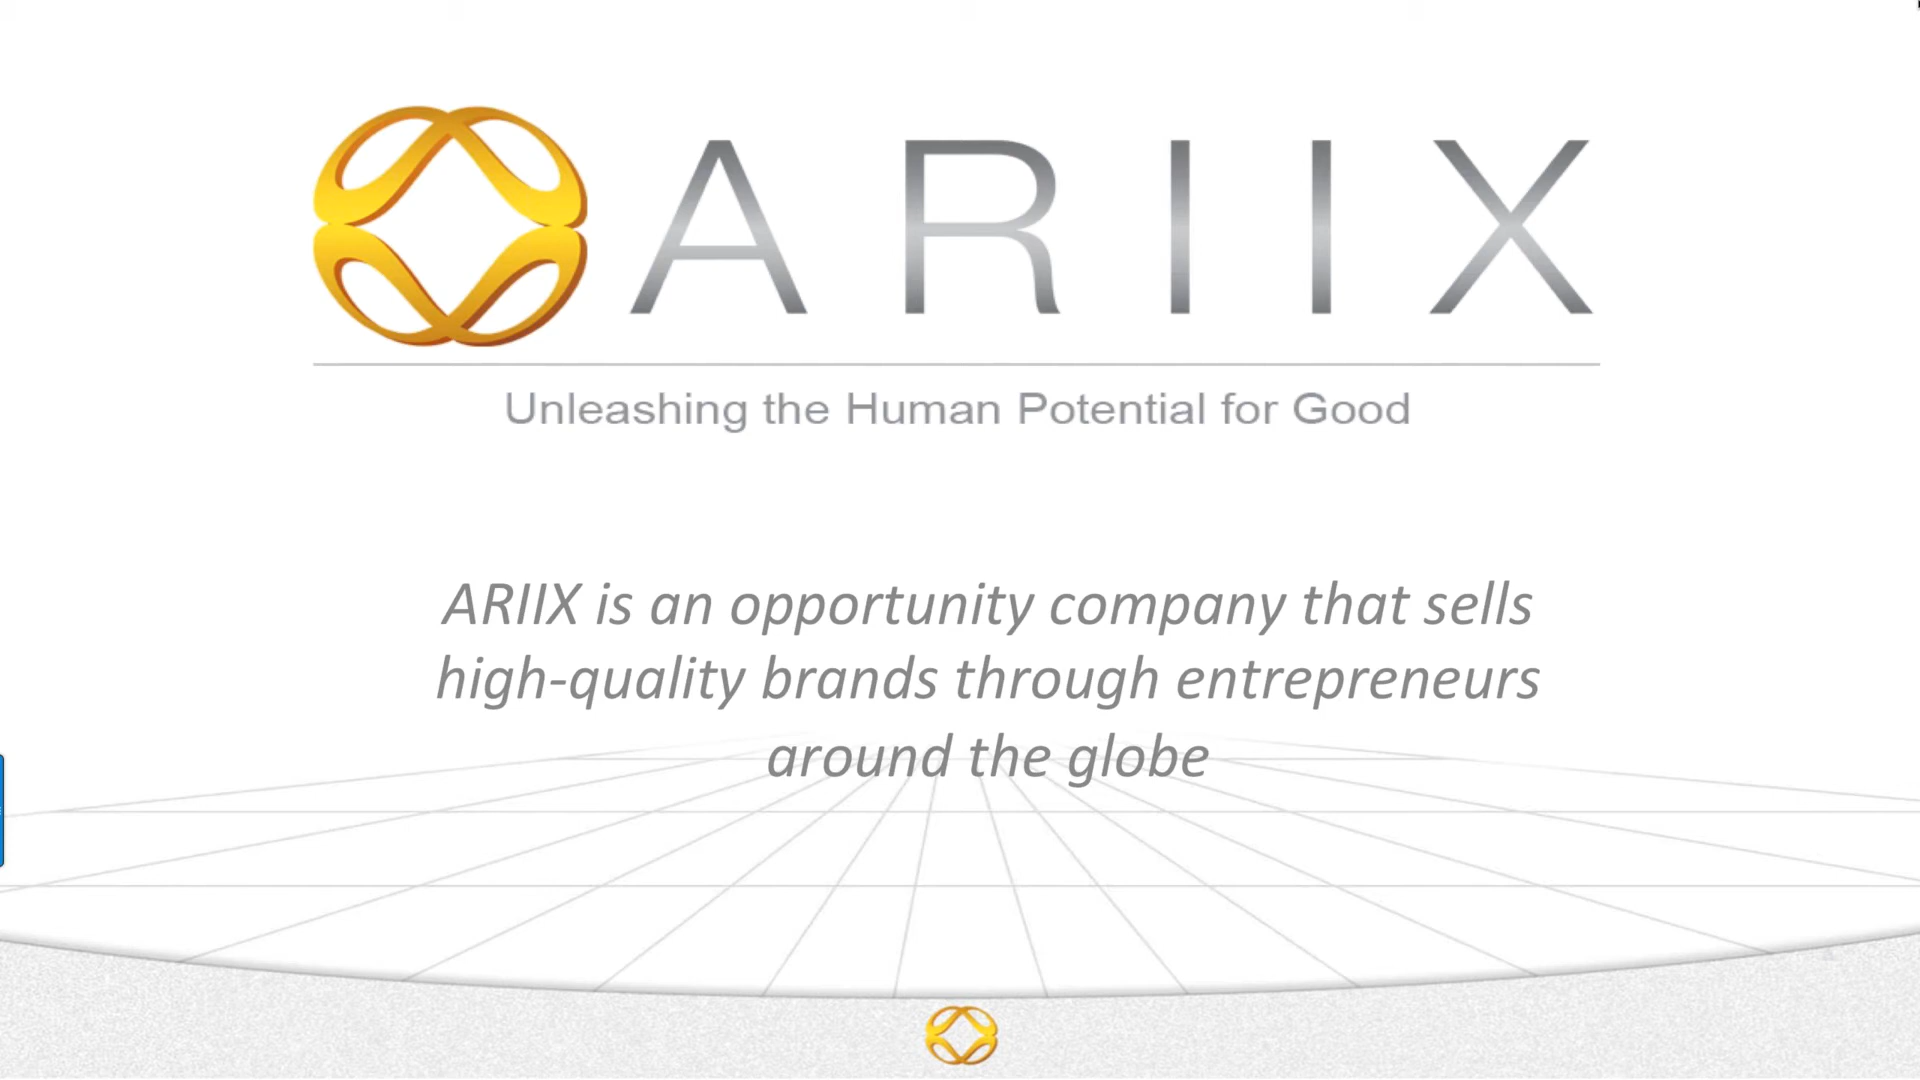 ARIIX
Unleashing the Human Potential for Good
ARIIX is an opportunity company that sells
high-quality brands through entrepreneurs
around the globe